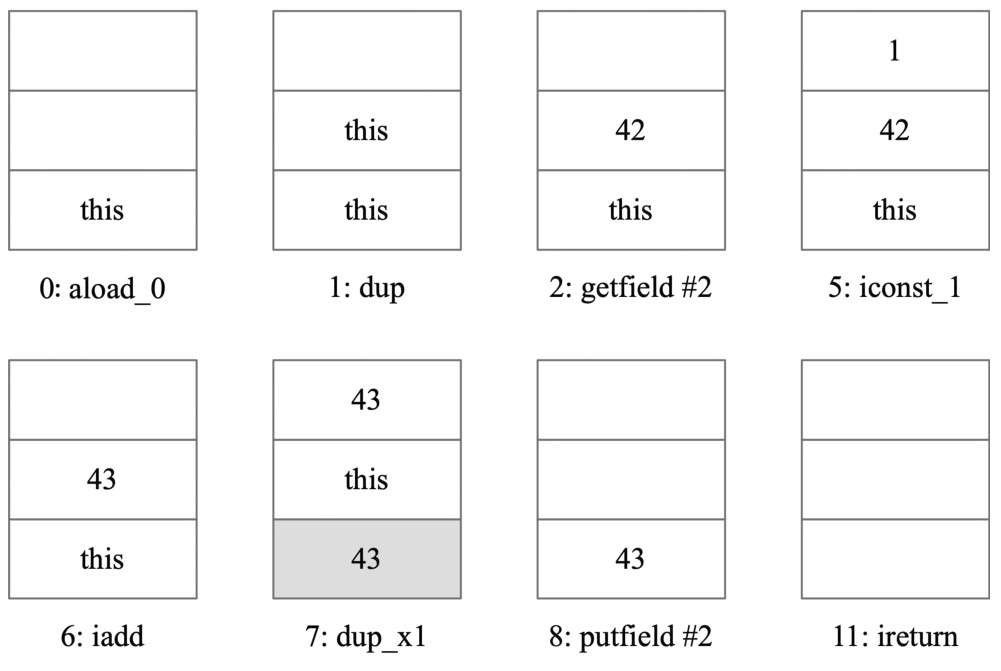 1
this 42 42
this this this this
0: aload_0 1: dup 2: getfield #2 5: iconst_1
43
43 this
this 43 43
6: iadd 7: dup_x1 8: putfield #2 11: ireturn